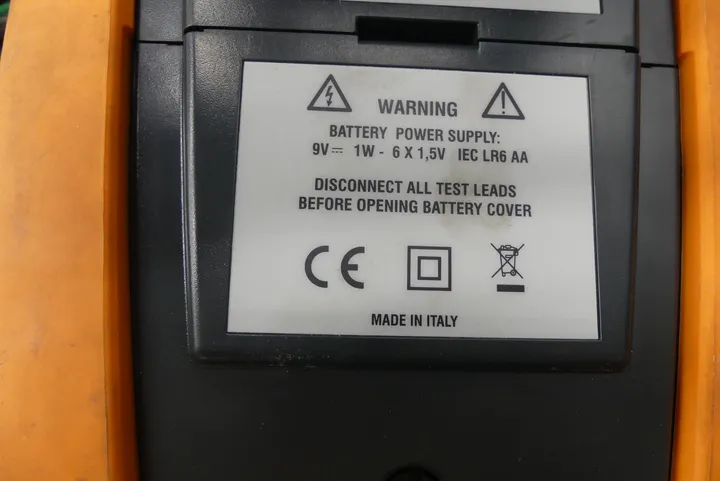 WARNING
BATTERY POWER SUPPLY:
9V⎓ 1W - 6 X 1,5V IEC LR6 AA
DISCONNECT ALL TEST LEADS
BEFORE OPENING BATTERY COVER
CE
MADE IN ITALY